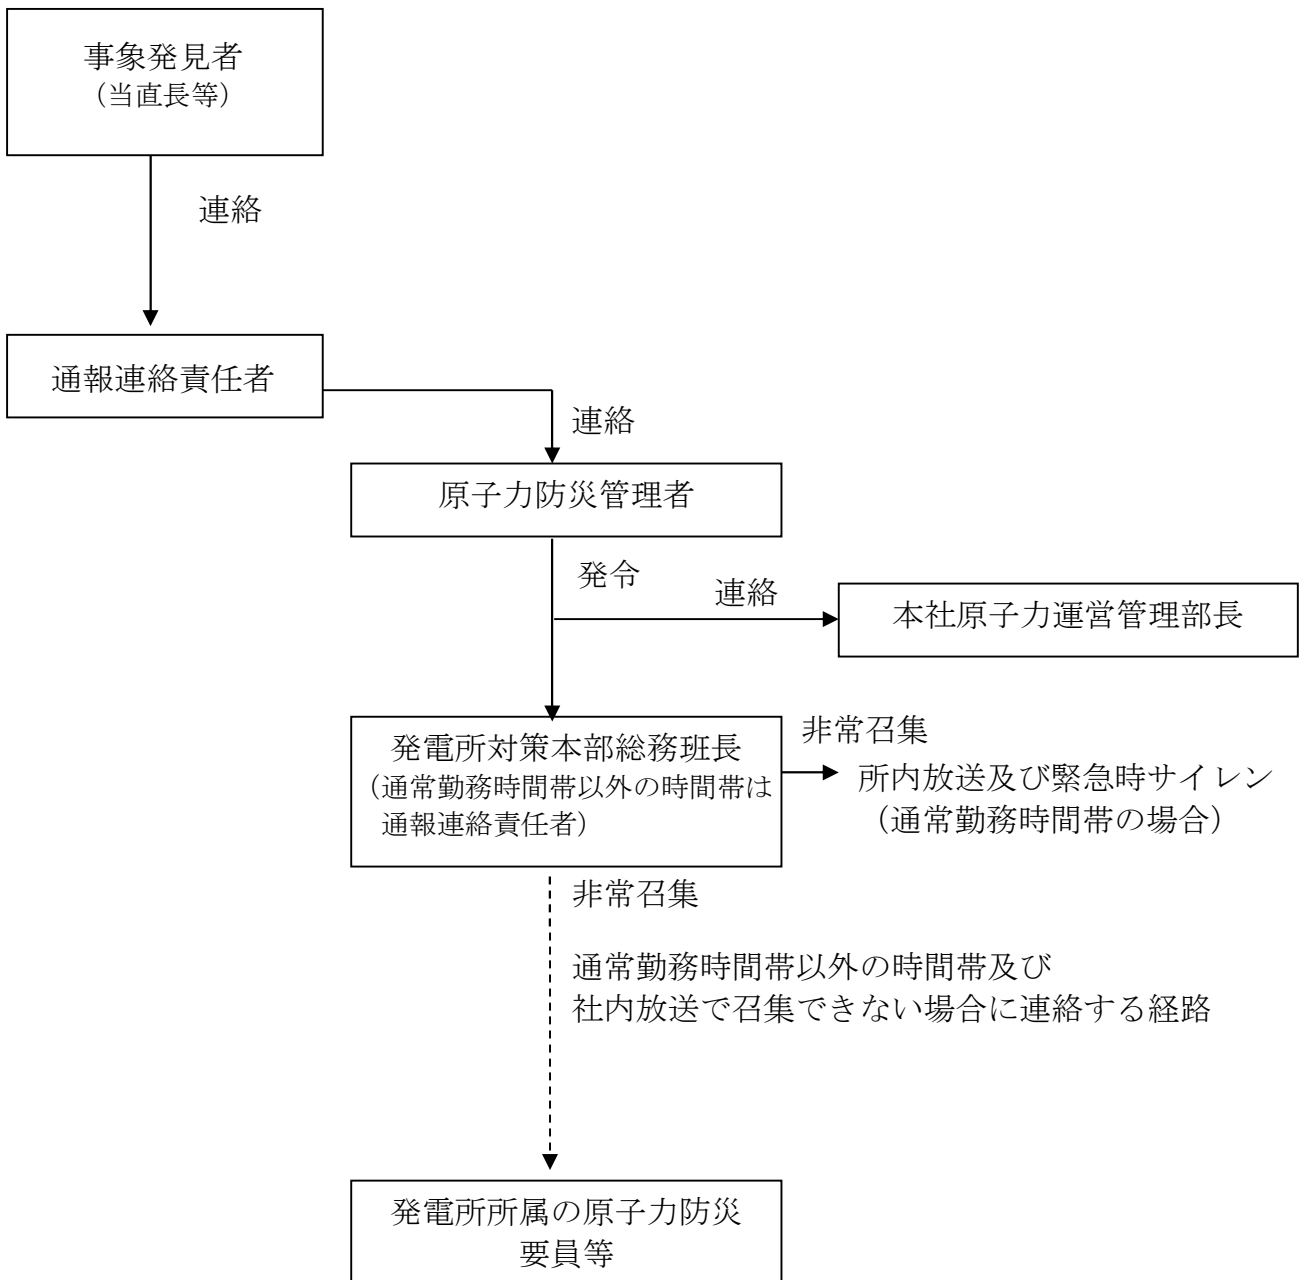 事象発見者
(当直長等)
連絡
通報連絡責任者
連絡
原子力防災管理者
発令
連絡
本社原子力運営管理部長
発電所対策本部総務班長
(通常勤務時間帯以外の時間帯は
通報連絡責任者)
非常召集
所内放送及び緊急時サイレン
(通常勤務時間帯の場合)
非常召集
通常勤務時間帯以外の時間帯及び
社内放送で召集できない場合に連絡する経路
発電所所属の原子力防災
要員等